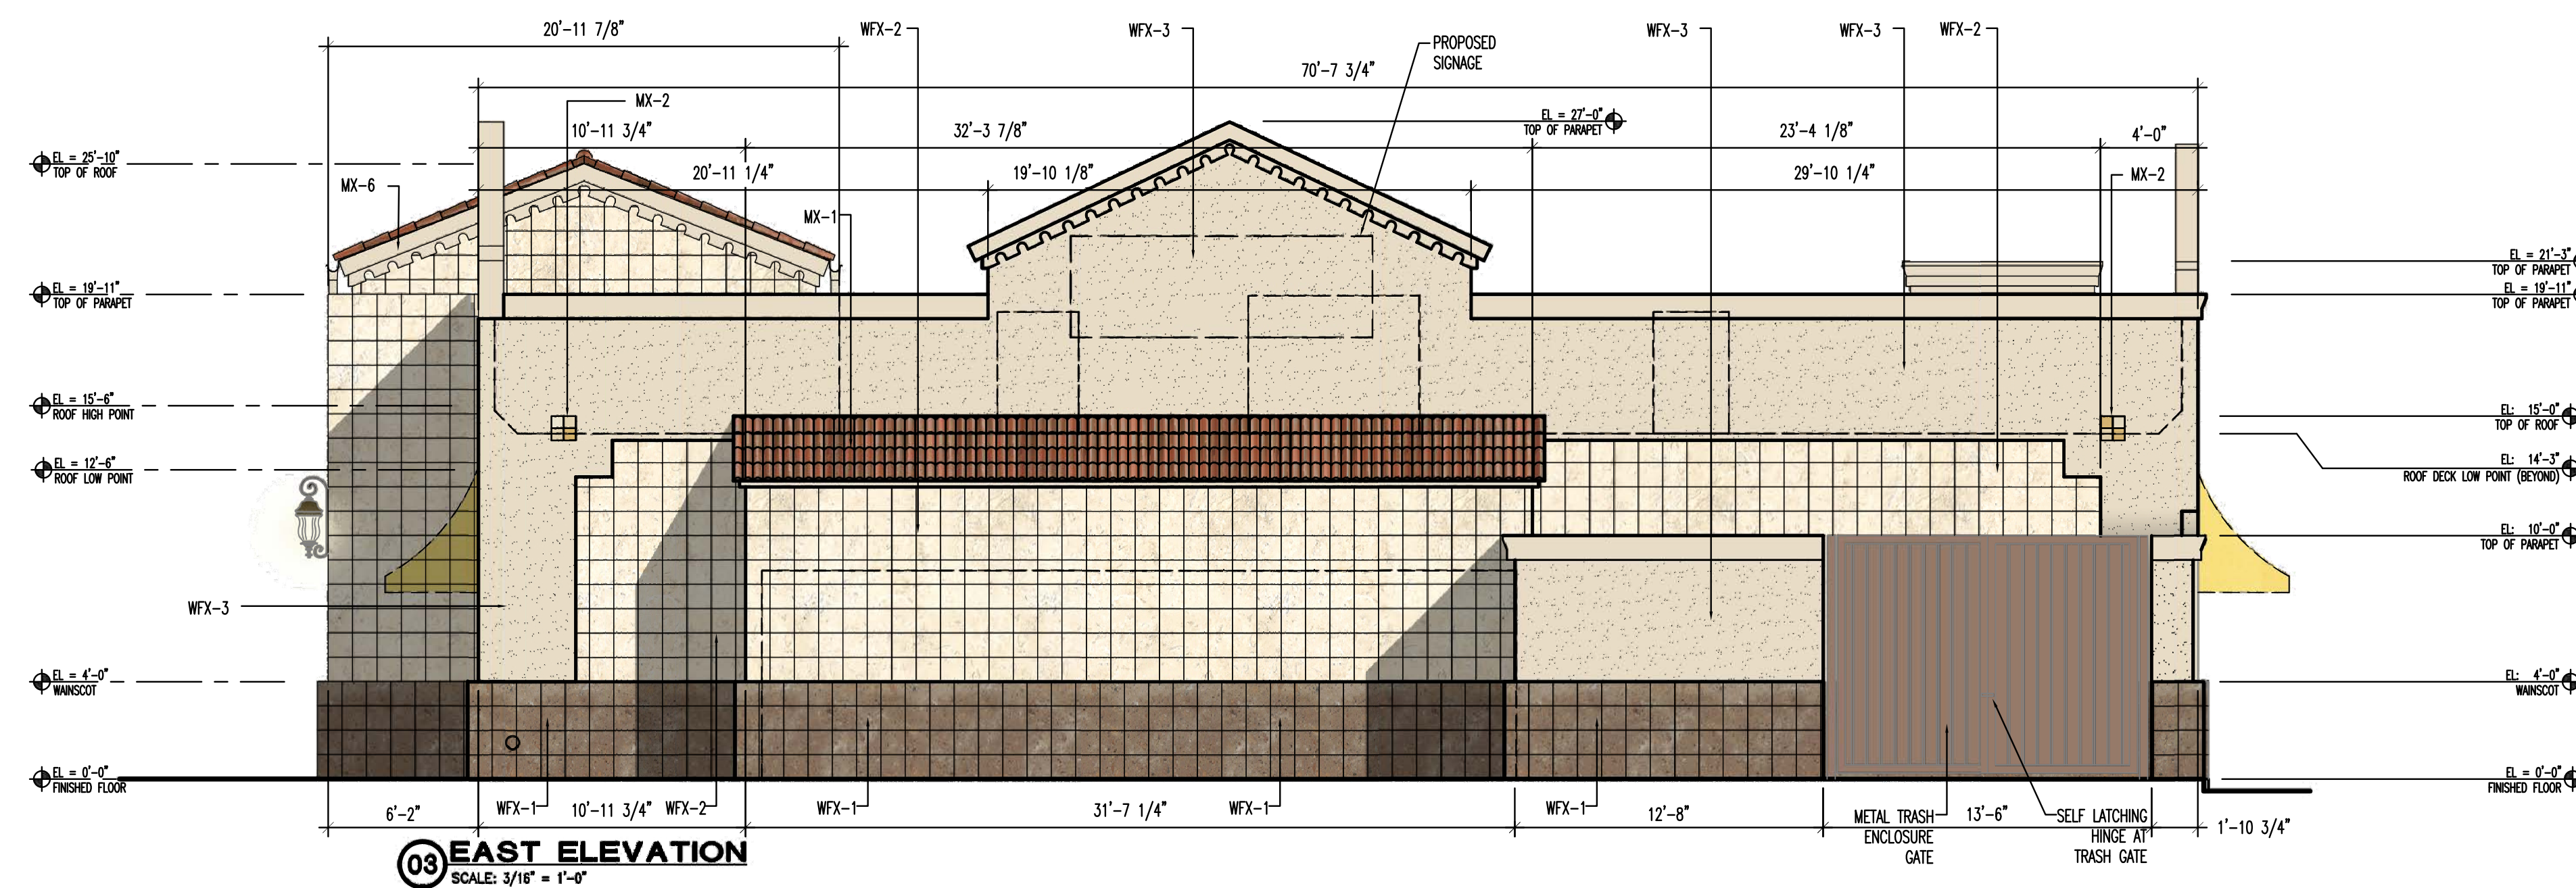 20'-11 7/8"
WFX-2
WFX-3
PROPOSED
SIGNAGE
WFX-3
WFX-3
WFX-2
70'-7 3/4"
MX-2
10'-11 3/4"
32'-3 7/8"
EL = 27'-0"
TOP OF PARAPET
23'-4 1/8"
4'-0"
EL = 25'-10"
TOP OF ROOF
MX-6
20'-11 1/4"
19'-10 1/8"
29'-10 1/4"
MX-2
MX-1
EL = 21'-3"
TOP OF PARAPET
EL = 19'-11"
TOP OF PARAPET
EL = 19'-11"
TOP OF PARAPET
EL = 15'-6"
ROOF HIGH POINT
EL: 15'-0"
TOP OF ROOF
EL = 12'-6"
ROOF LOW POINT
EL: 14'-3"
ROOF DECK LOW POINT (BEYOND)
EL: 10'-0"
TOP OF PARAPET
WFX-3
EL = 4'-0"
WAINSCOT
EL: 4'-0"
WAINSCOT
EL = 0'-0"
FINISHED FLOOR
EL = 0'-0"
FINISHED FLOOR
6'-2"
WFX-1
10'-11 3/4"
WFX-2
WFX-1
31'-7 1/4"
WFX-1
WFX-1
12'-8"
METAL TRASH
ENCLOSURE
GATE
13'-6"
SELF LATCHING
HINGE AT
TRASH GATE
1'-10 3/4"
03
EAST ELEVATION
SCALE: 3/16" = 1'-0"